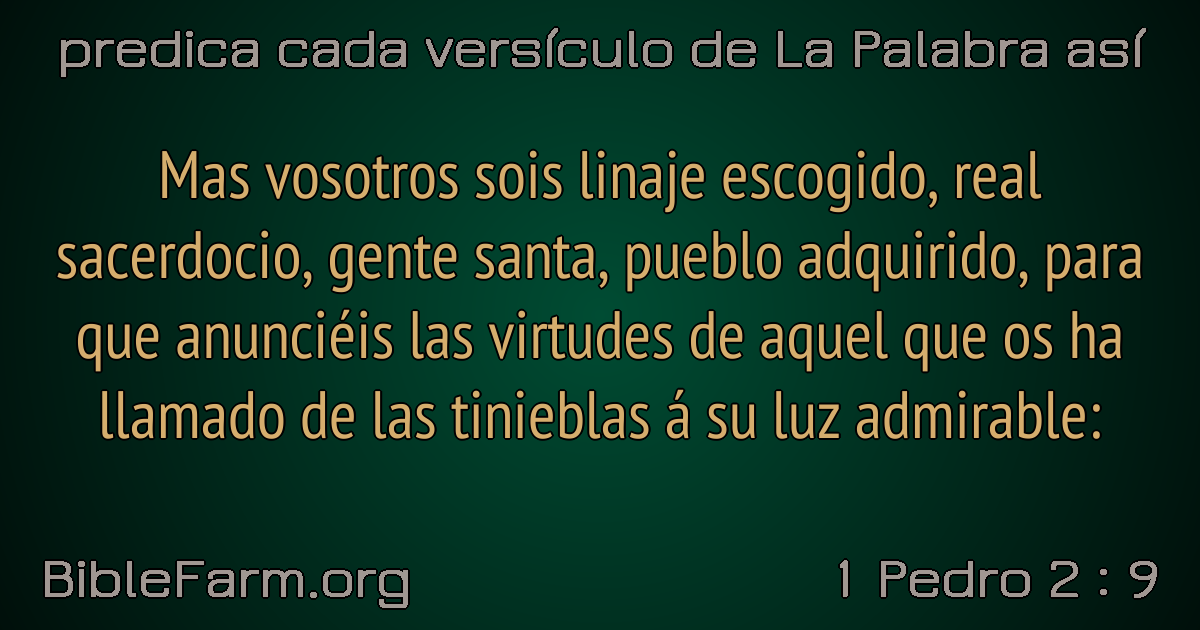 predica cada versículo de La Palabra así
Mas vosotros sois linaje escogido, real
sacerdocio, gente santa, pueblo adquirido, para
que anunciéis las virtudes de aquel que os ha
llamado de las tinieblas á su luz admirable:
BibleFarm.org
1 Pedro 2 : 9